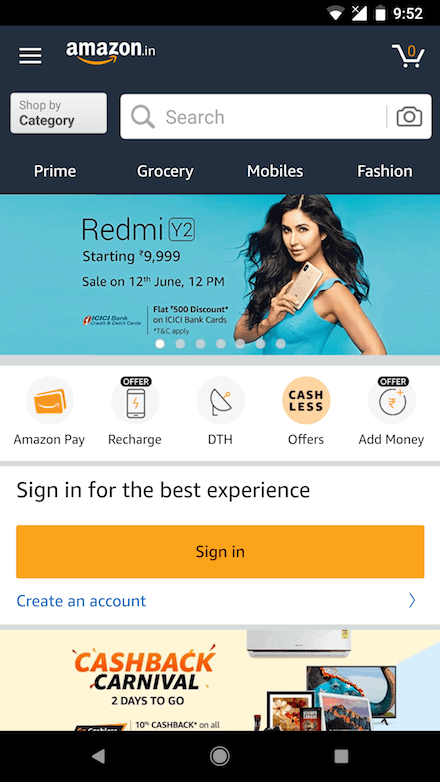 9:52
amazon.in
0
Shop by
Category
Search
Prime Grocery Mobiles Fashion
Redmi Y2
Starting ₹9,999
Sale on 12th June, 12 PM
ICICI Bank
Credit & Debit Cards
Flat ₹500 Discount*
on ICICI Bank Cards
*T&C apply
OFFER CASH LESS OFFER
Amazon Pay Recharge DTH Offers Add Money
Sign in for the best experience
Sign in
Create an account
CASHBACK
CARNIVAL
2 DAYS TO GO
10% CASHBACK* on all